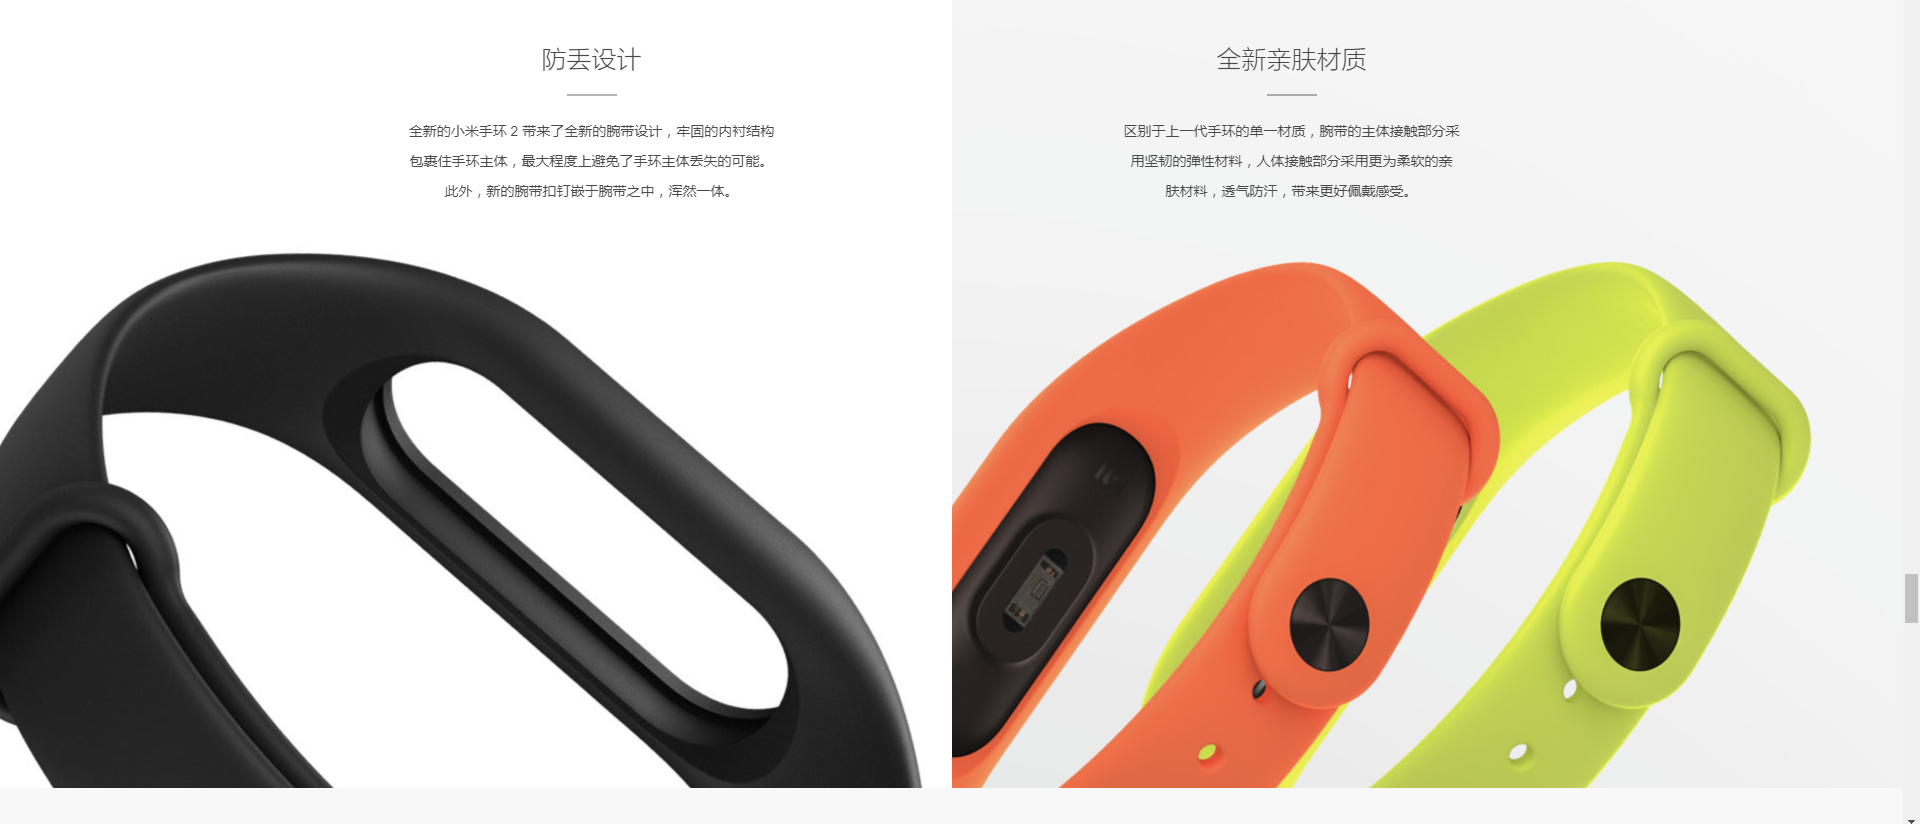 防丢设计
全新的小米手环 2 带来了全新的腕带设计，牢固的内衬结构
包裹住手环主体，最大程度上避免了手环主体丢失的可能。
此外，新的腕带扣钉嵌于腕带之中，浑然一体。
全新亲肤材质
区别于上一代手环的单一材质，腕带的主体接触部分采
用坚韧的弹性材料，人体接触部分采用更为柔软的亲
肤材料，透气防汗，带来更好佩戴感受。